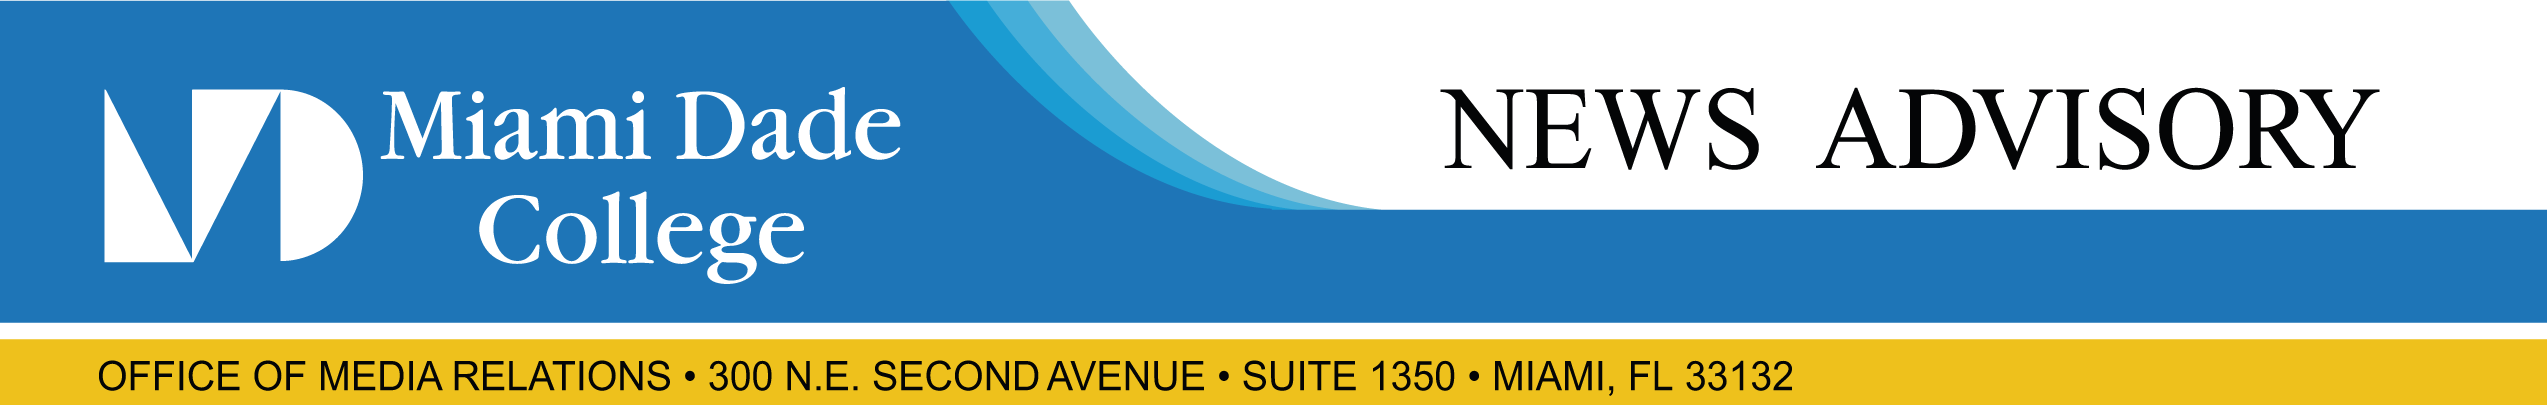 Miami Dade
College
NEWS ADVISORY
OFFICE OF MEDIA RELATIONS • 300 N.E. SECOND AVENUE • SUITE 1350 • MIAMI, FL 33132